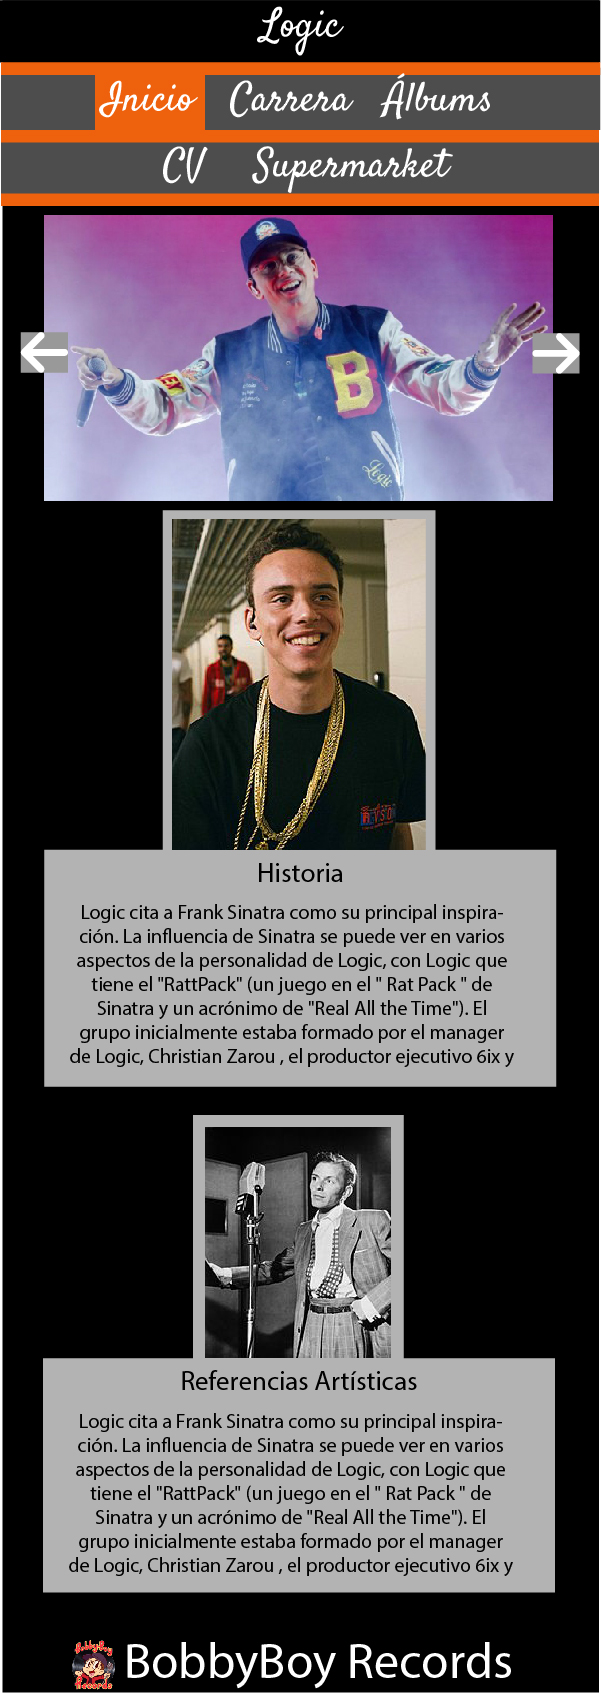 Logic
Inicio Carrera Álbums
CV Supermarket
B
Logic
Historia
Logic cita a Frank Sinatra como su principal inspira-
ción. La influencia de Sinatra se puede ver en varios
aspectos de la personalidad de Logic, con Logic que
tiene el "RattPack" (un juego en el " Rat Pack " de
Sinatra y un acrónimo de "Real All the Time"). El
grupo inicialmente estaba formado por el manager
de Logic, Christian Zarou , el productor ejecutivo 6ix y
Referencias Artísticas
Logic cita a Frank Sinatra como su principal inspira-
ción. La influencia de Sinatra se puede ver en varios
aspectos de la personalidad de Logic, con Logic que
tiene el "RattPack" (un juego en el " Rat Pack " de
Sinatra y un acrónimo de "Real All the Time"). El
grupo inicialmente estaba formado por el manager
de Logic, Christian Zarou , el productor ejecutivo 6ix y
BobbyBoy
Records
BobbyBoy Records